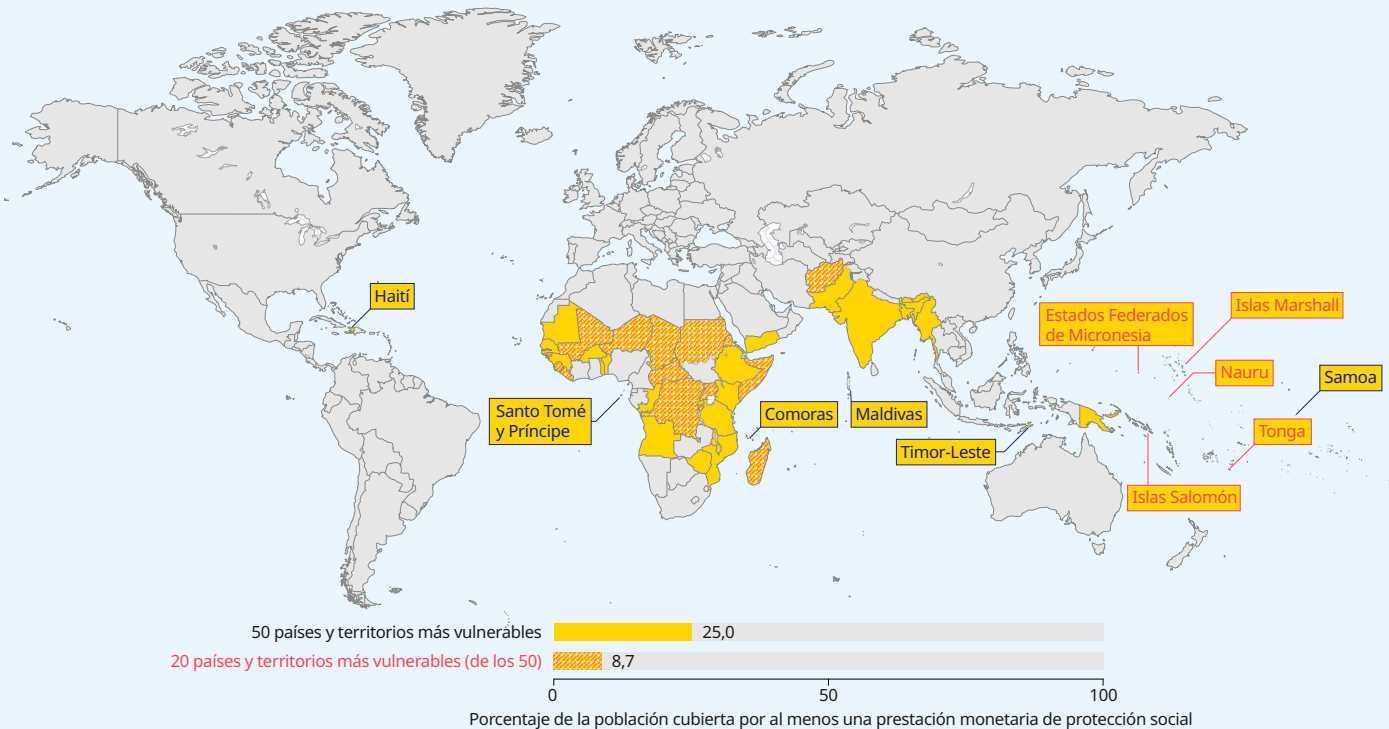 Haití
Estados Federados
de Micronesia
Islas Marshall
Nauru
Samoa
Santo Tomé
y Príncipe
Comoras
Maldivas
Timor-Leste
Tonga
Islas Salomón
50 países y territorios más vulnerables
25,0
20 países y territorios más vulnerables (de los 50)
8,7
0
50
100
Porcentaje de la población cubierta por al menos una prestación monetaria de protección social